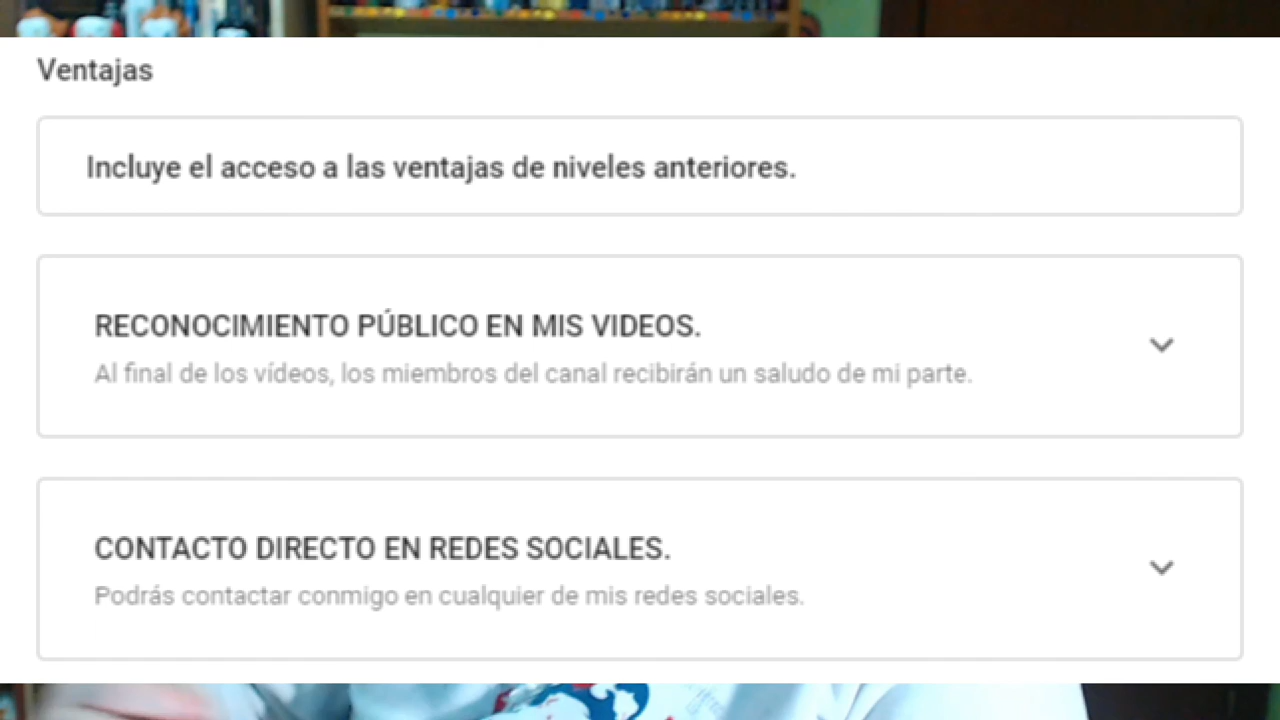 Ventajas
Incluye el acceso a las ventajas de niveles anteriores.
RECONOCIMIENTO PÚBLICO EN MIS VIDEOS.
Al final de los vídeos, los miembros del canal recibirán un saludo de mi parte.
CONTACTO DIRECTO EN REDES SOCIALES.
Podrás contactar conmigo en cualquier de mis redes sociales.